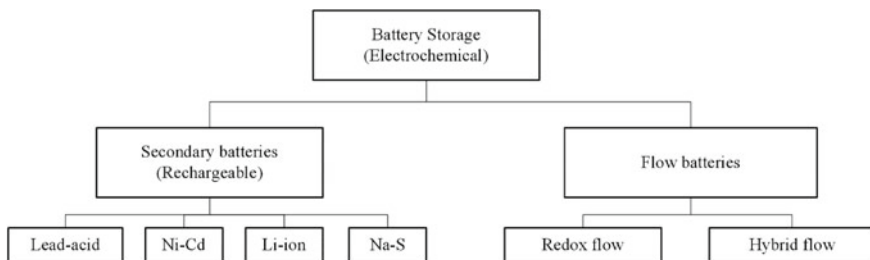 Battery Storage
(Electrochemical)
Secondary batteries
(Rechargeable)
Flow batteries
Lead-acid
Ni-Cd
Li-ion
Na-S
Redox flow
Hybrid flow